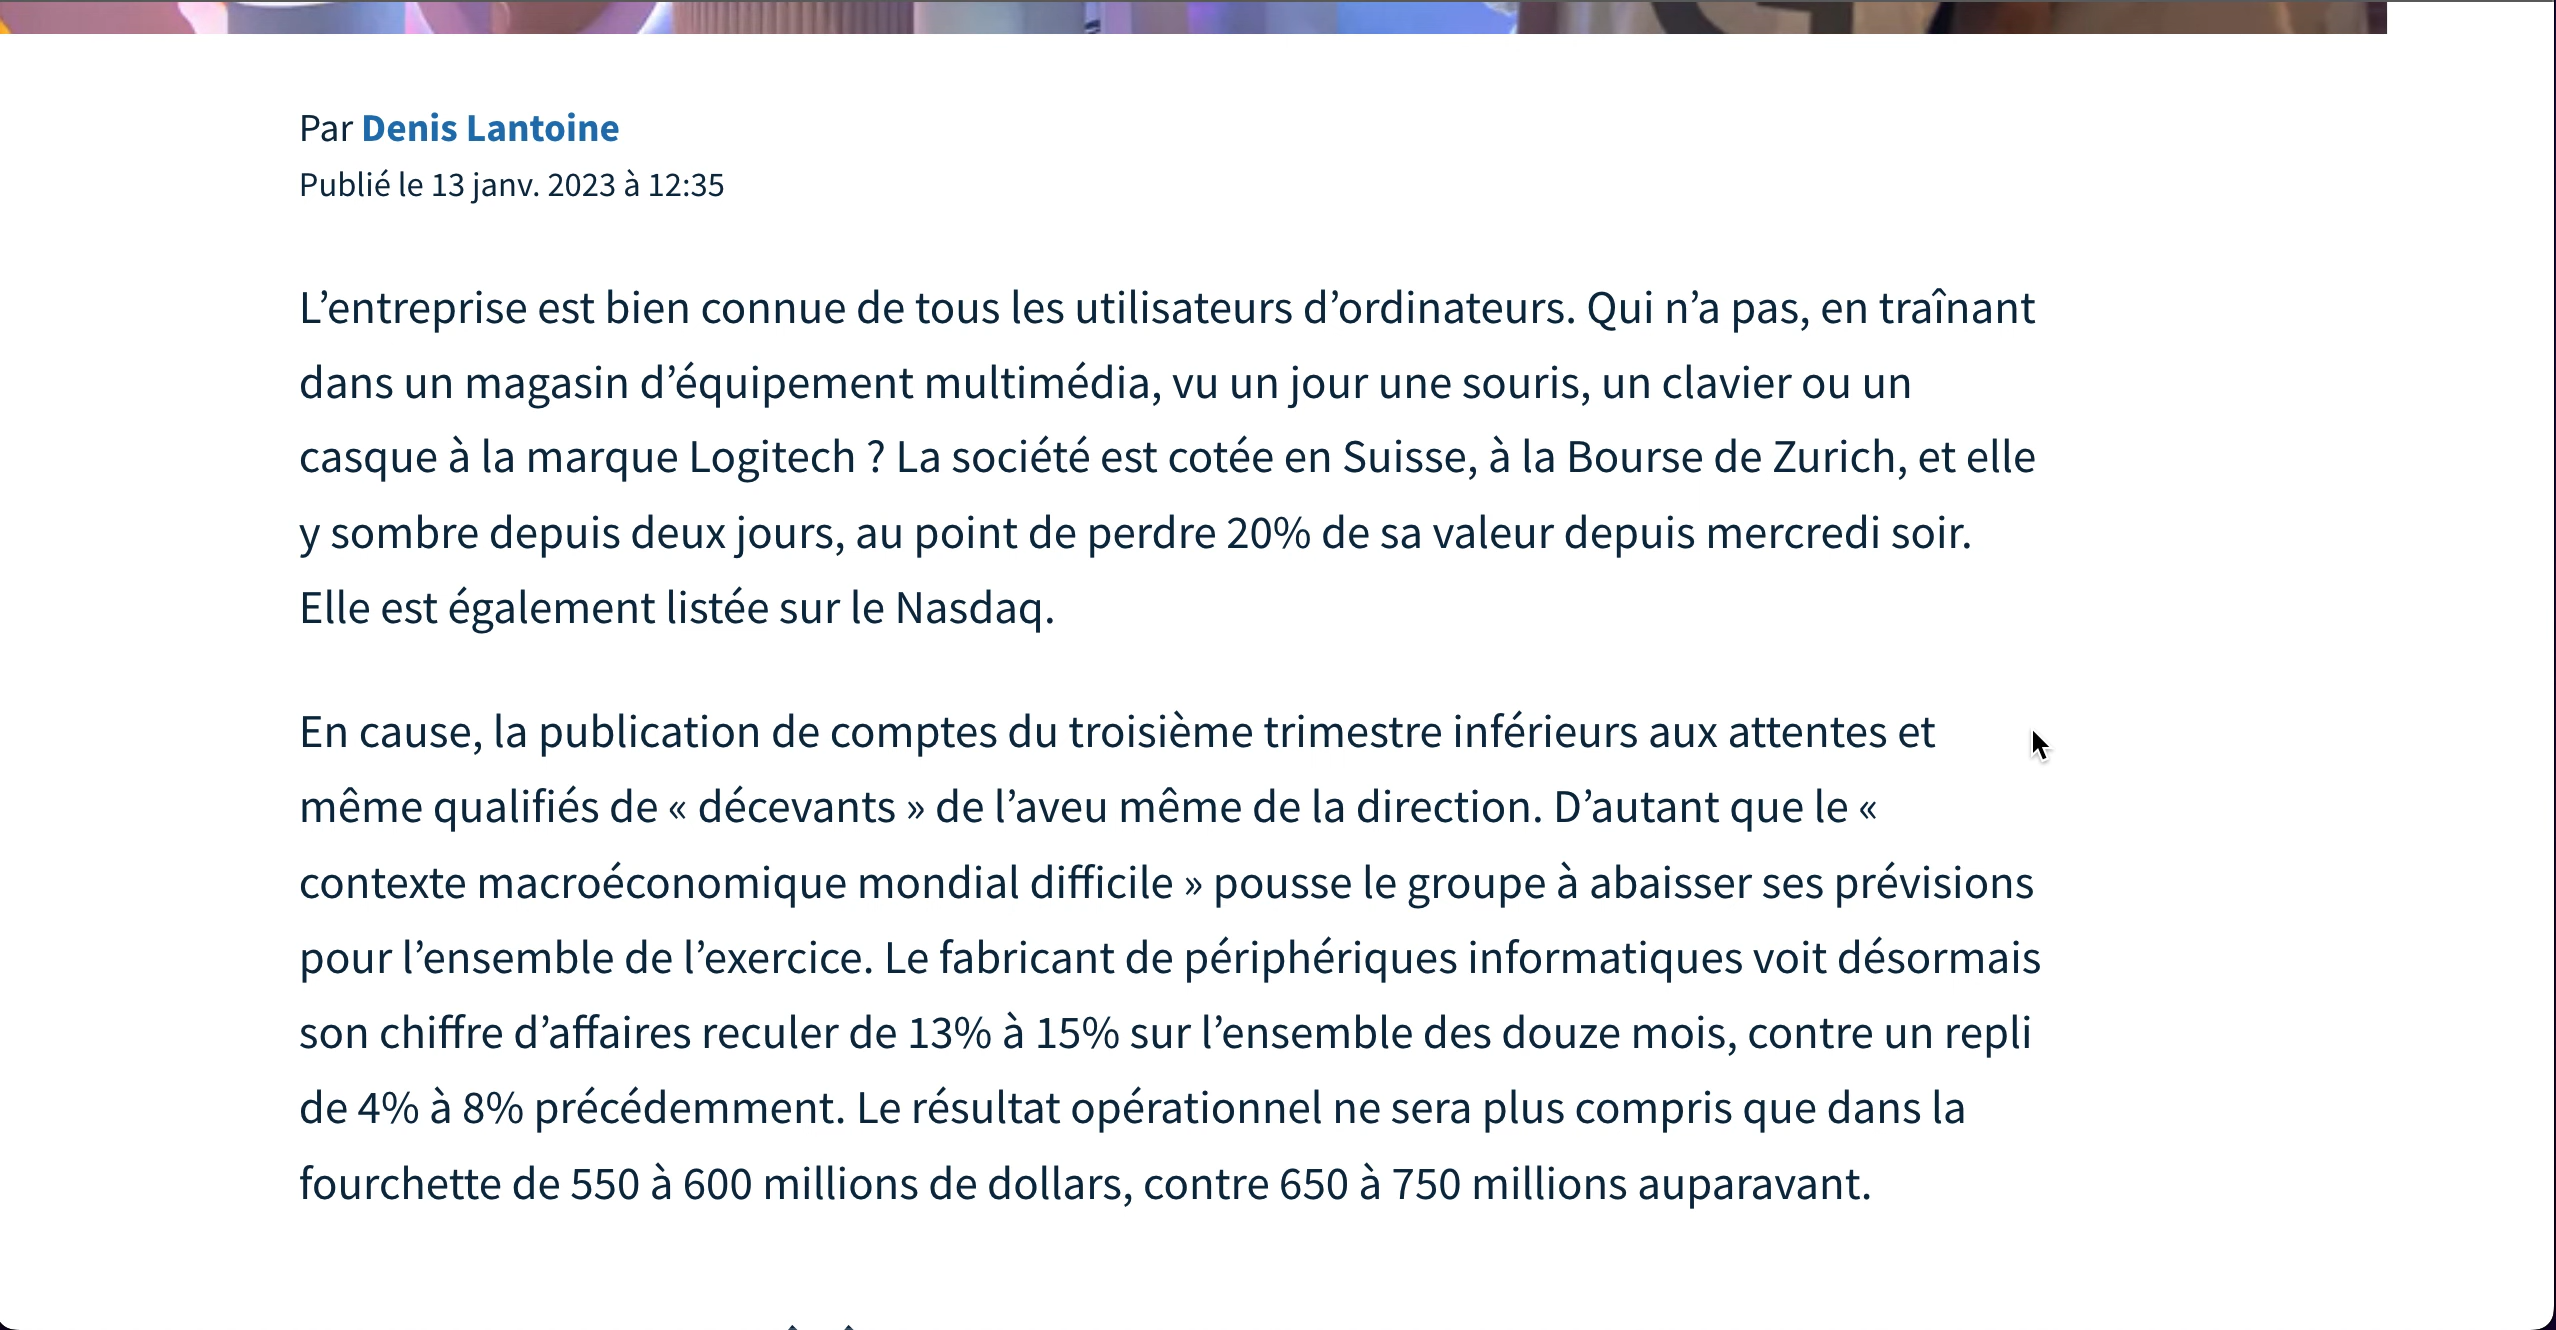 Par Denis Lantoine
Publié le 13 janv. 2023 à 12:35
L’entreprise est bien connue de tous les utilisateurs d’ordinateurs. Qui n’a pas, en traînant
dans un magasin d’équipement multimédia, vu un jour une souris, un clavier ou un
casque à la marque Logitech ? La société est cotée en Suisse, à la Bourse de Zurich, et elle
y sombre depuis deux jours, au point de perdre 20% de sa valeur depuis mercredi soir.
Elle est également listée sur le Nasdaq.
En cause, la publication de comptes du troisième trimestre inférieurs aux attentes et
même qualifiés de « décevants » de l’aveu même de la direction. D’autant que le «
contexte macroéconomique mondial difficile » pousse le groupe à abaisser ses prévisions
pour l’ensemble de l’exercice. Le fabricant de périphériques informatiques voit désormais
son chiffre d’affaires reculer de 13% à 15% sur l’ensemble des douze mois, contre un repli
de 4% à 8% précédemment. Le résultat opérationnel ne sera plus compris que dans la
fourchette de 550 à 600 millions de dollars, contre 650 à 750 millions auparavant.